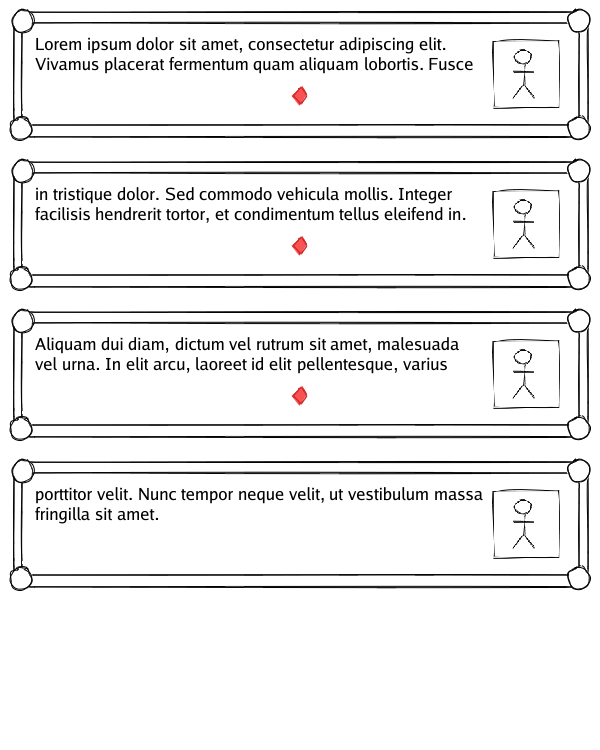 Lorem ipsum dolor sit amet, consectetur adipiscing elit.
Vivamus placerat fermentum quam aliquam lobortis. Fusce
in tristique dolor. Sed commodo vehicula mollis. Integer
facilisis hendrerit tortor, et condimentum tellus eleifend in.
Aliquam dui diam, dictum vel rutrum sit amet, malesuada
vel urna. In elit arcu, laoreet id elit pellentesque, varius
porttitor velit. Nunc tempor neque velit, ut vestibulum massa
fringilla sit amet.